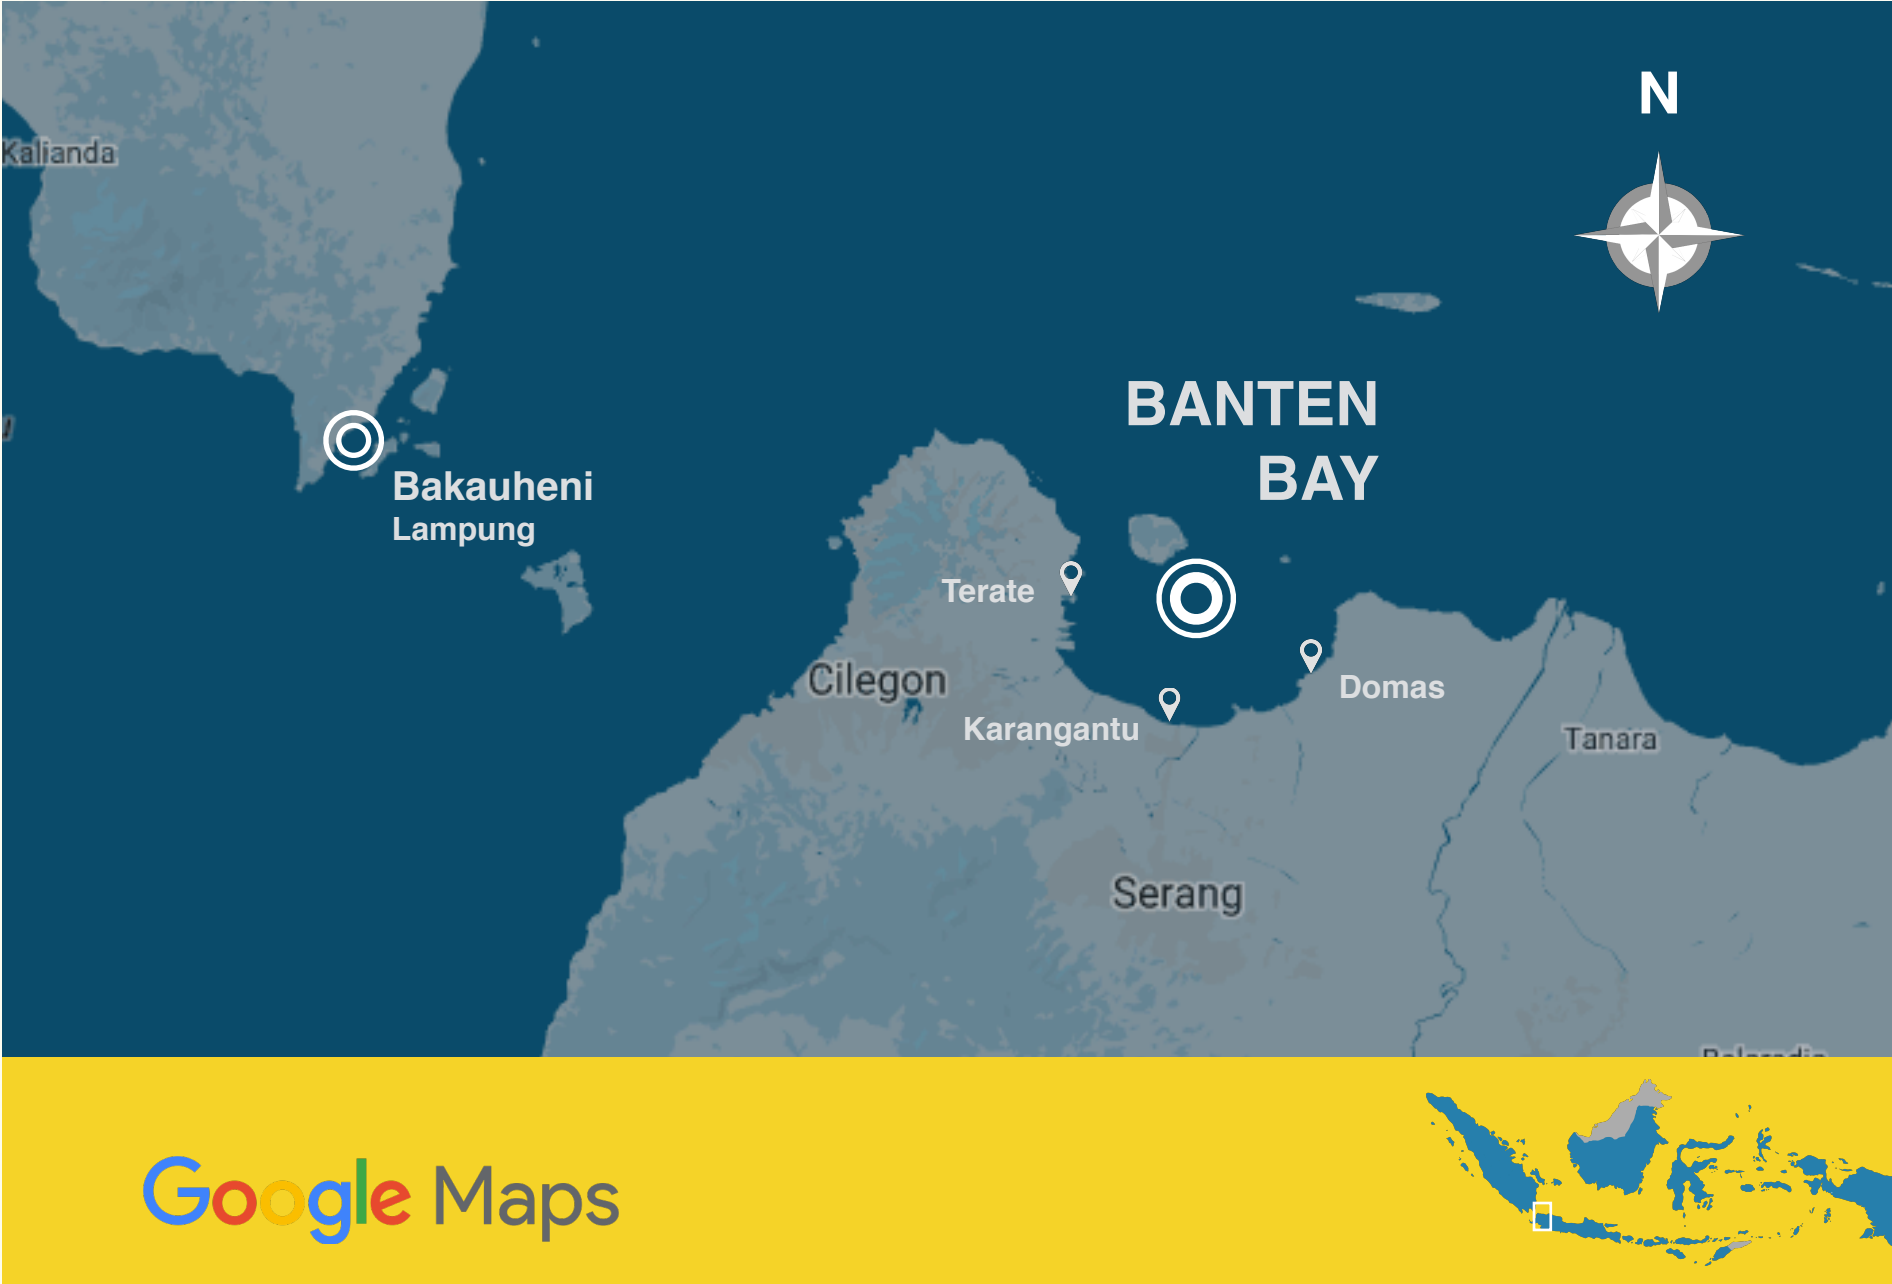 N
Kalianda
BANTEN
BAY
Bakauheni
Lampung
Terate
Cilegon
Domas
Karangantu
Tanara
Serang
Google Maps